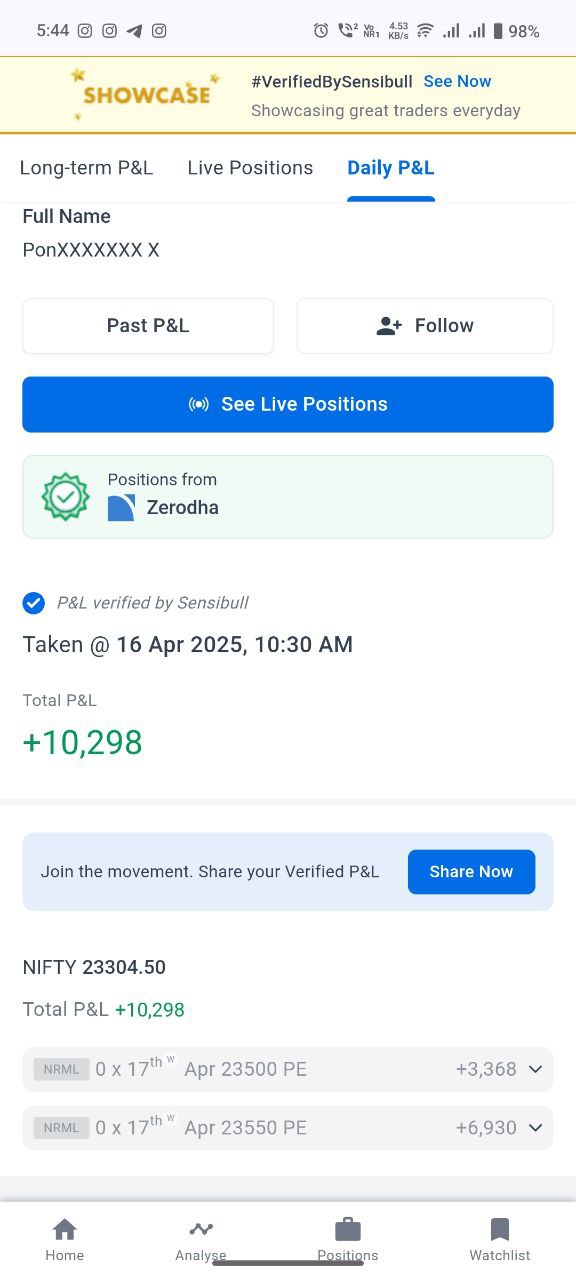 5:44
Vo NR1 4.53 KB/s 98%
SHOWCASE
#VerifiedBySensibull See Now
Showcasing great traders everyday
Long-term P&L Live Positions Daily P&L
Full Name
PonXXXXXXX X
Past P&L Follow
See Live Positions
Positions from
Zerodha
P&L verified by Sensibull
Taken @ 16 Apr 2025, 10:30 AM
Total P&L
+10,298
Join the movement. Share your Verified P&L Share Now
NIFTY 23304.50
Total P&L +10,298
NRML 0 x 17th W Apr 23500 PE +3,368
NRML 0 x 17th W Apr 23550 PE +6,930
Home Analyse Positions Watchlist